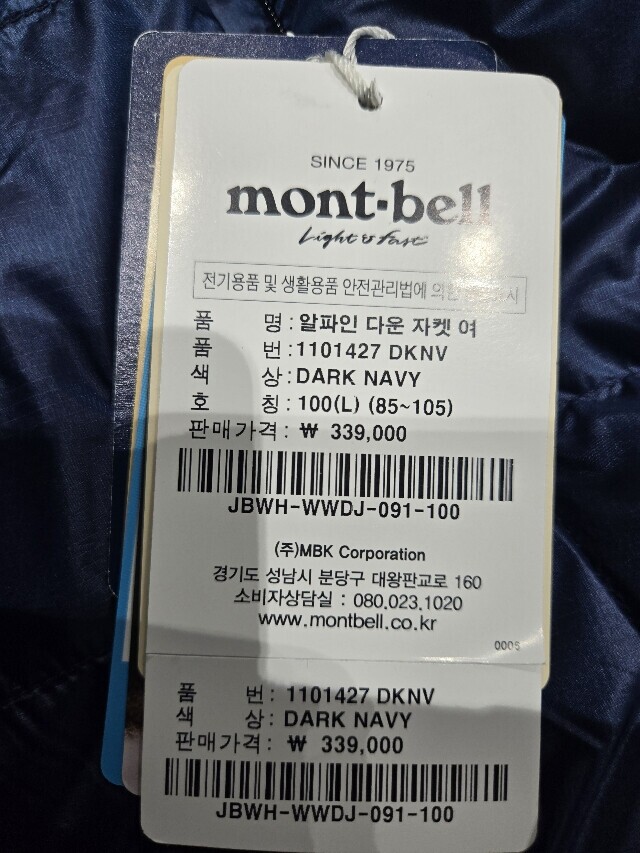 SINCE 1975
mont-bell
Light & Fast
전기용품 및 생활용품 안전관리법에 의한 시
품 명 : 알파인 다운 자켓 여
품 번 : 1101427 DKNV
색 상 : DARK NAVY
호 칭 : 100(L) (85~105)
판매가격 : ₩ 339,000
JBWH-WWDJ-091-100
(주)MBK Corporation
경기도 성남시 분당구 대왕판교로 160
소비자상담실 : 080.023.1020
www.montbell.co.kr
0005
품 번 : 1101427 DKNV
색 상 : DARK NAVY
판매가격 : ₩ 339,000
JBWH-WWDJ-091-100